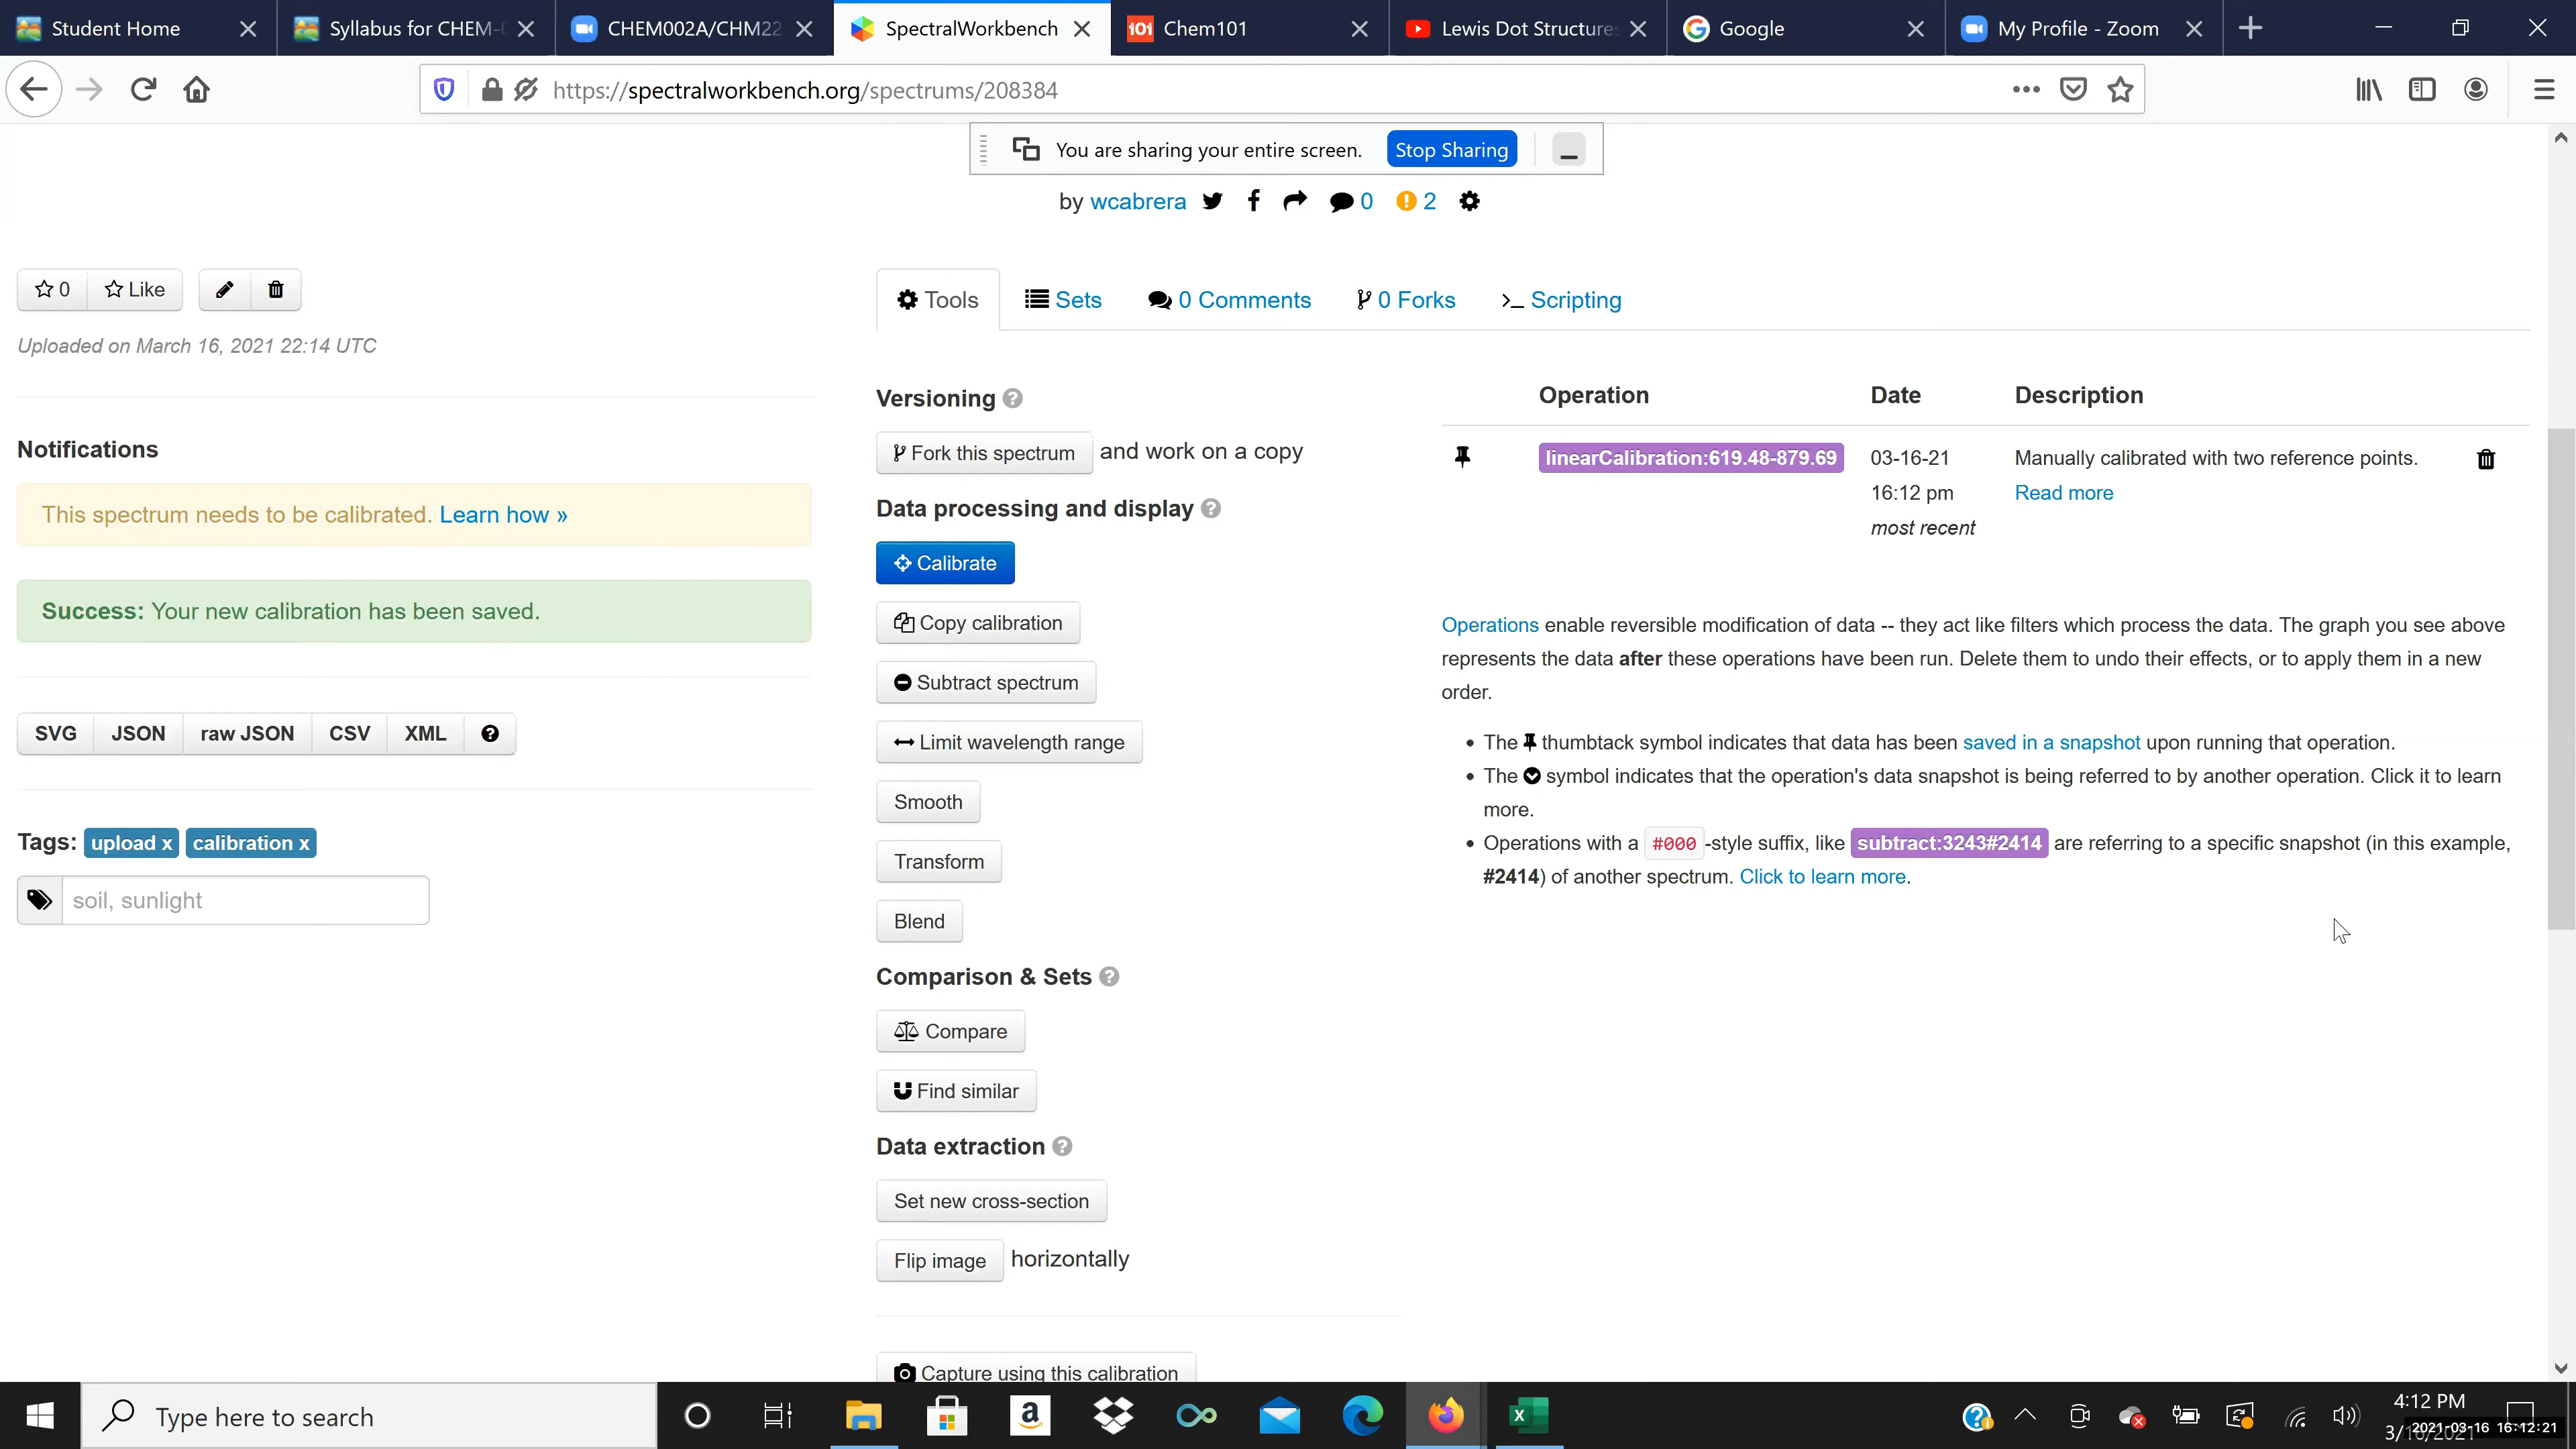 Student Home
Syllabus for CHEM-
CHEM002A/CHM22
SpectralWorkbench
101 Chem101
Lewis Dot Structures
Google
My Profile - Zoom
https://spectralworkbench.org/spectrums/208384
You are sharing your entire screen. Stop Sharing
by wcabrera 0 2
0 Like
Uploaded on March 16, 2021 22:14 UTC
Notifications
This spectrum needs to be calibrated. Learn how »
Success: Your new calibration has been saved.
SVG JSON raw JSON CSV XML
Tags: upload x calibration x
soil, sunlight
Tools Sets 0 Comments 0 Forks Scripting
Versioning
Fork this spectrum and work on a copy
Data processing and display
Calibrate
Copy calibration
Subtract spectrum
Limit wavelength range
Smooth
Transform
Blend
Comparison & Sets
Compare
Find similar
Data extraction
Set new cross-section
Flip image horizontally
Capture using this calibration
Operation Date Description
linearCalibration:619.48-879.69 03-16-21 Manually calibrated with two reference points.
16:12 pm Read more
most recent
Operations enable reversible modification of data -- they act like filters which process the data. The graph you see above
represents the data after these operations have been run. Delete them to undo their effects, or to apply them in a new
order.
• The thumbtack symbol indicates that data has been saved in a snapshot upon running that operation.
• The symbol indicates that the operation's data snapshot is being referred to by another operation. Click it to learn
more.
• Operations with a #000 -style suffix, like subtract:3243#2414 are referring to a specific snapshot (in this example,
#2414) of another spectrum. Click to learn more.
Type here to search
4:12 PM
2021-03-16 16:12:21